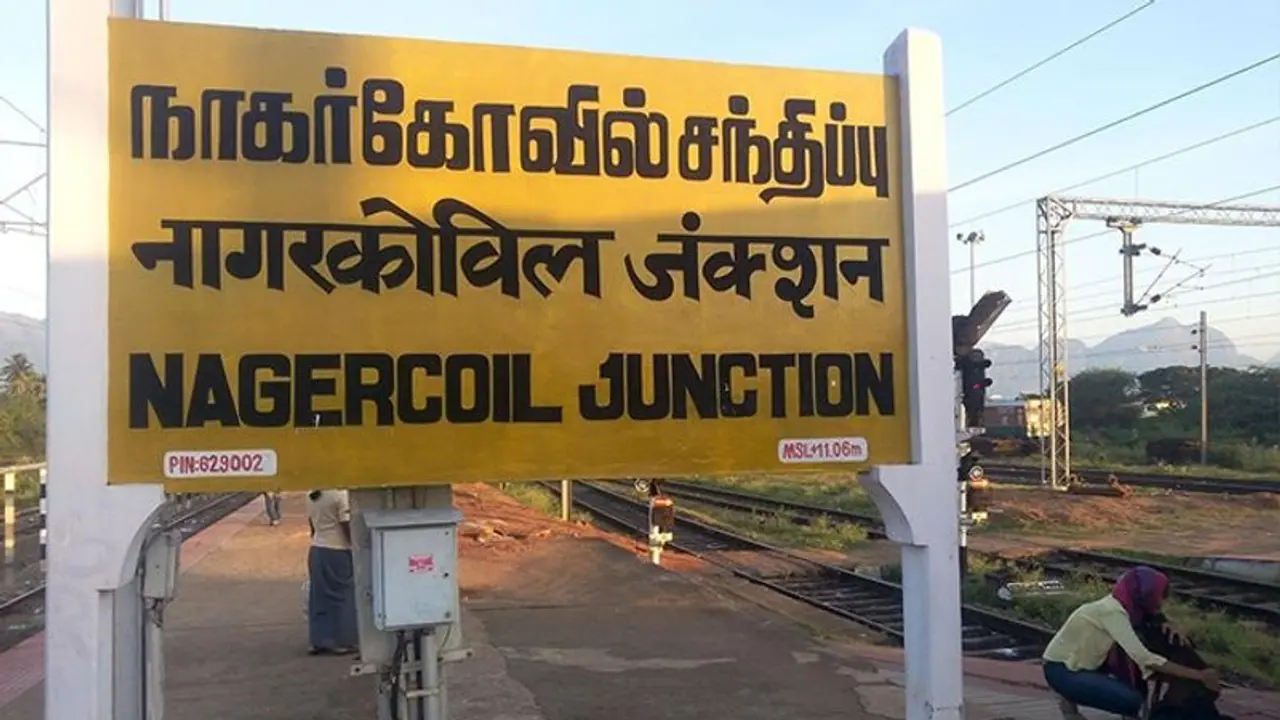 நாகர்கோவில் சந்திப்பு
नागरकोविल जंक्शन
NAGERCOIL JUNCTION
PIN:629002
MSL+11.06m